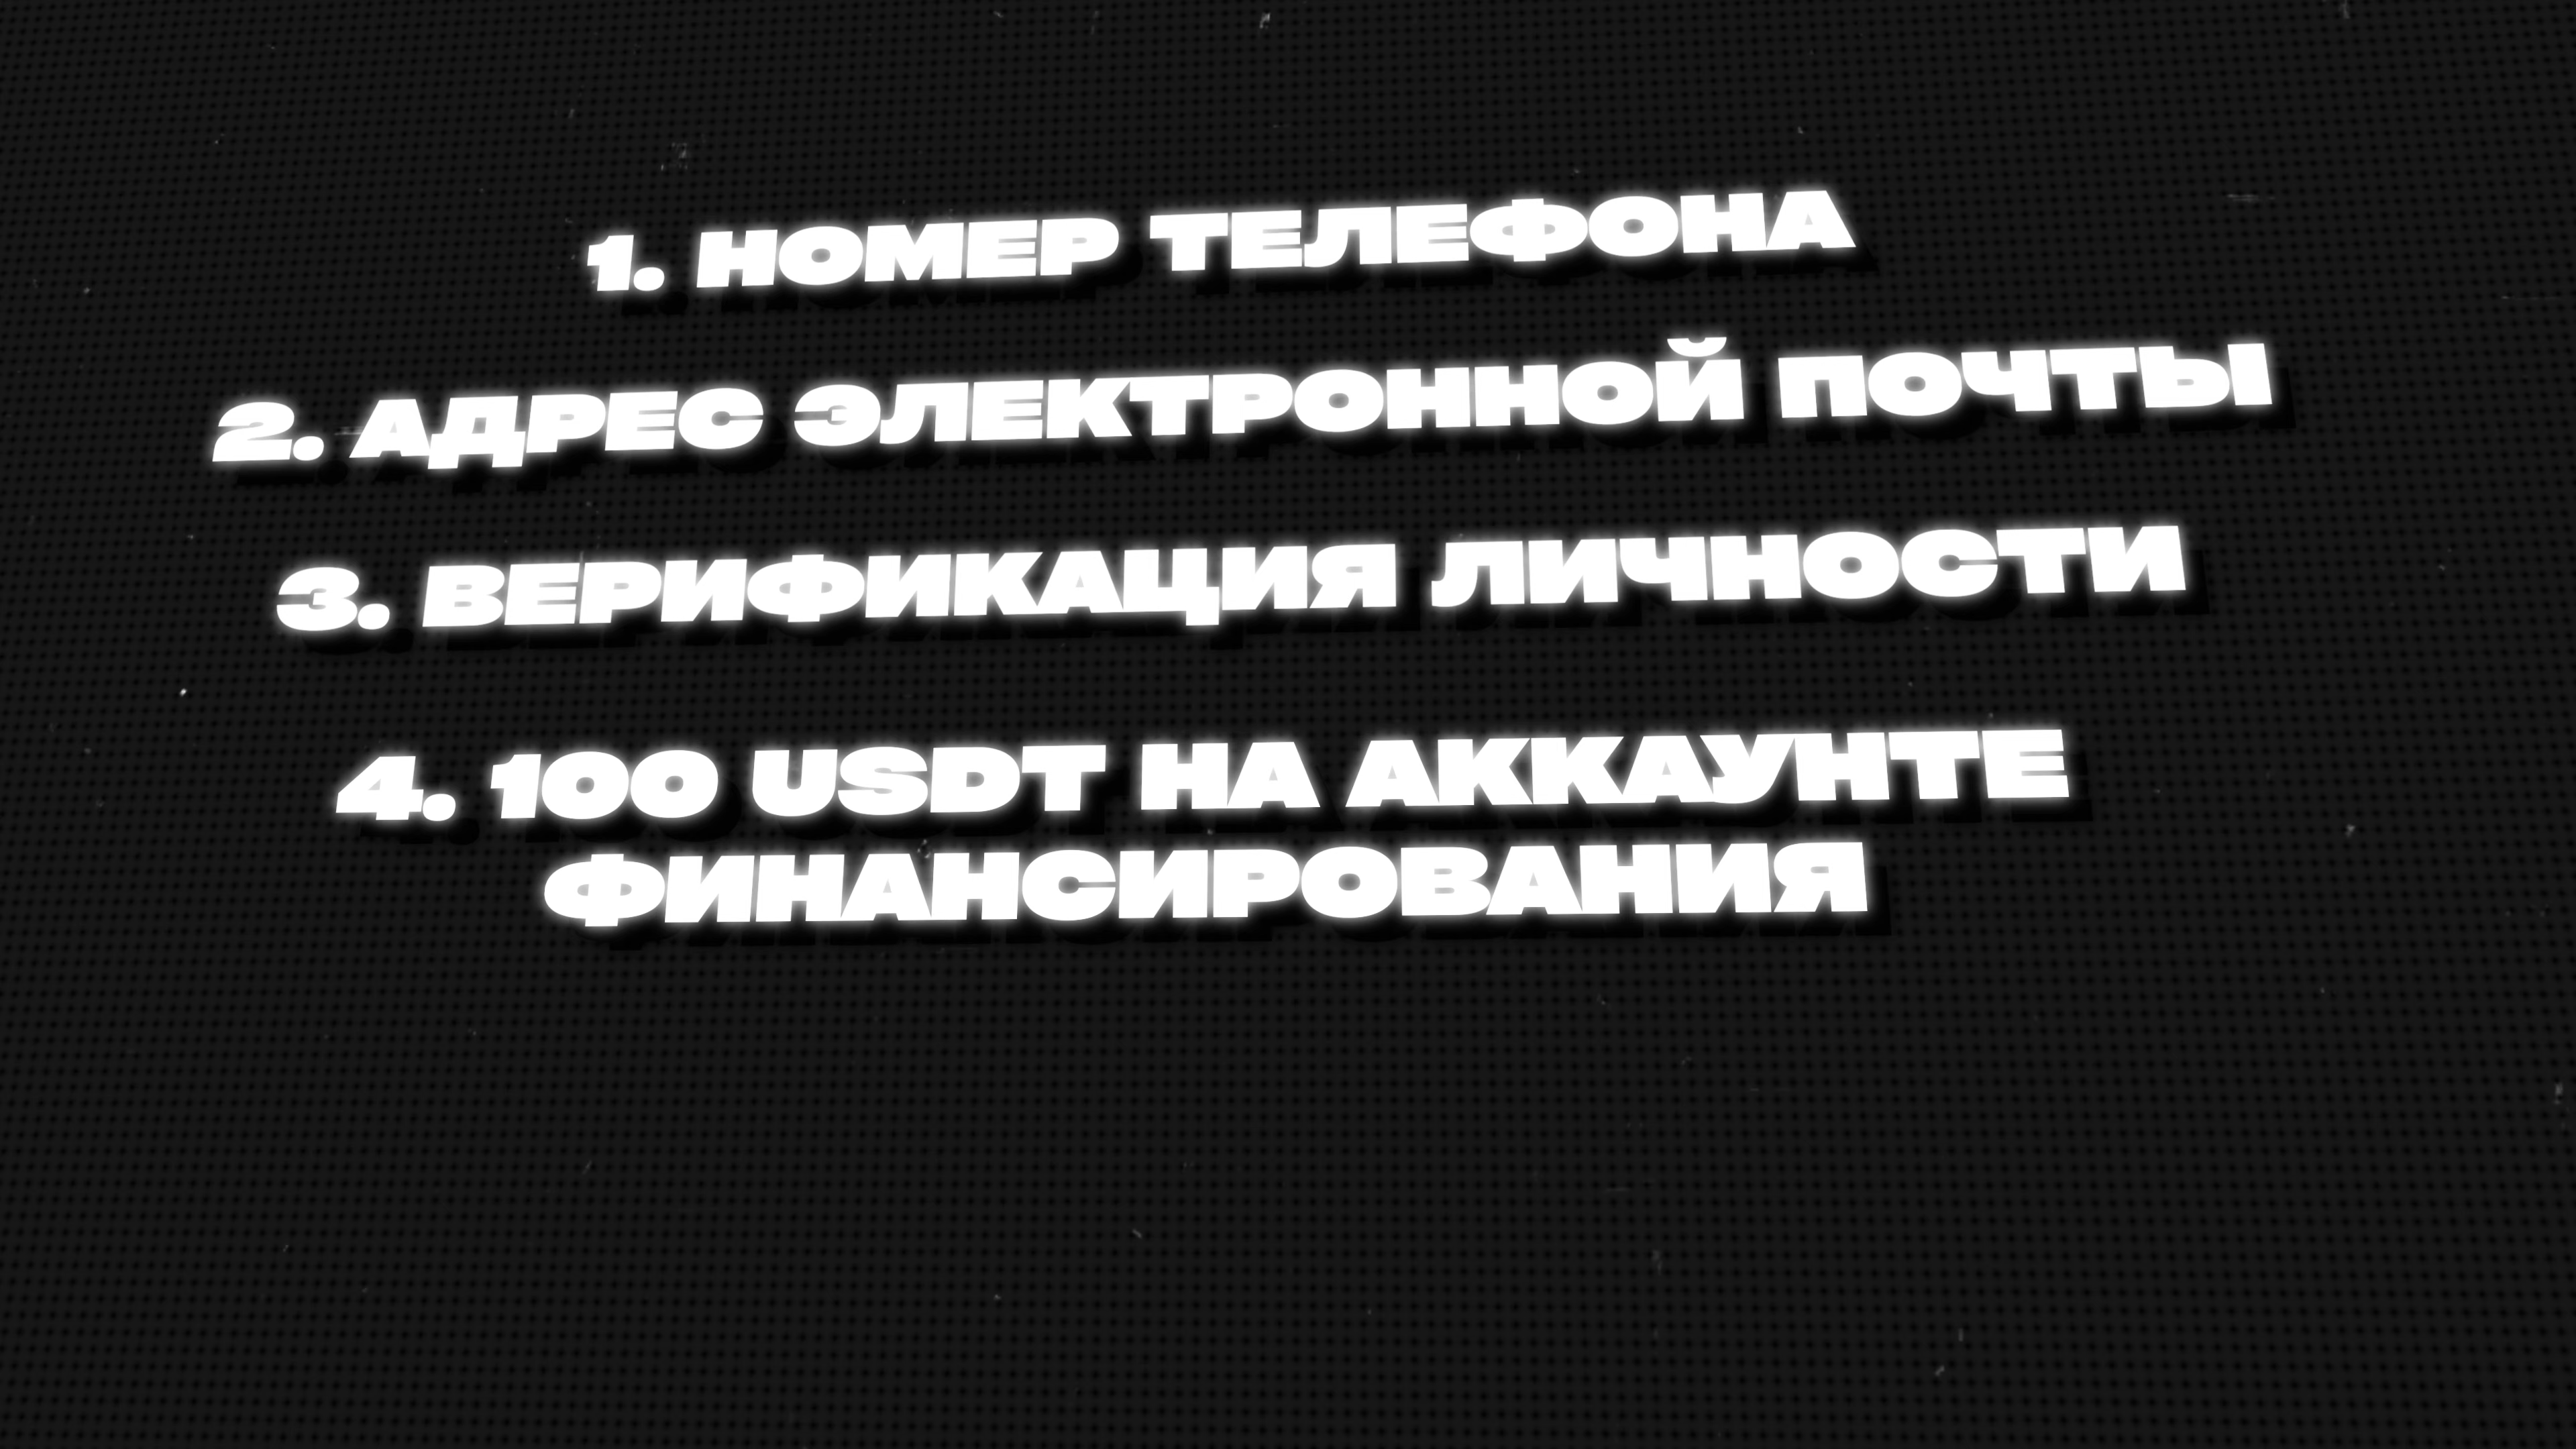 1. НОМЕР ТЕЛЕФОНА
2. АДРЕС ЭЛЕКТРОННОЙ ПОЧТЫ
3. ВЕРИФИКАЦИЯ ЛИЧНОСТИ
4. 100 USDT НА АККАУНТЕ
ФИНАНСИРОВАНИЯ